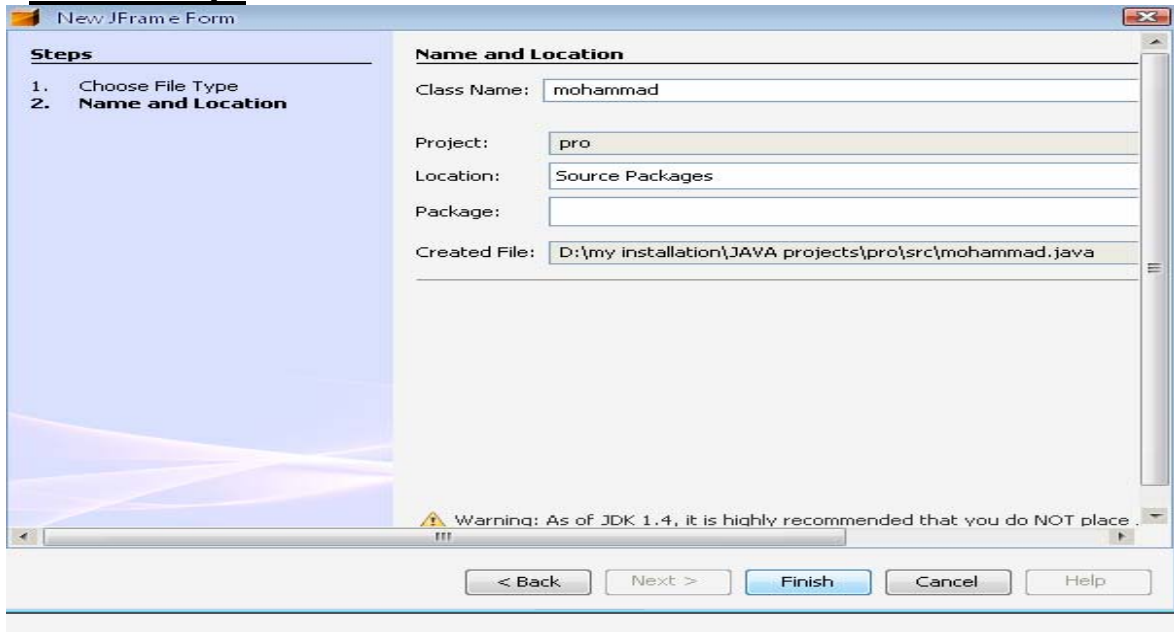 New JFrame Form
Steps
1. Choose File Type
2. Name and Location
Name and Location
Class Name: mohammad
Project: pro
Location: Source Packages
Package:
Created File: D:\my installation\JAVA projects\pro\src\mohammad.java
Warning: As of JDK 1.4, it is highly recommended that you do NOT place .
< Back Next > Finish Cancel Help